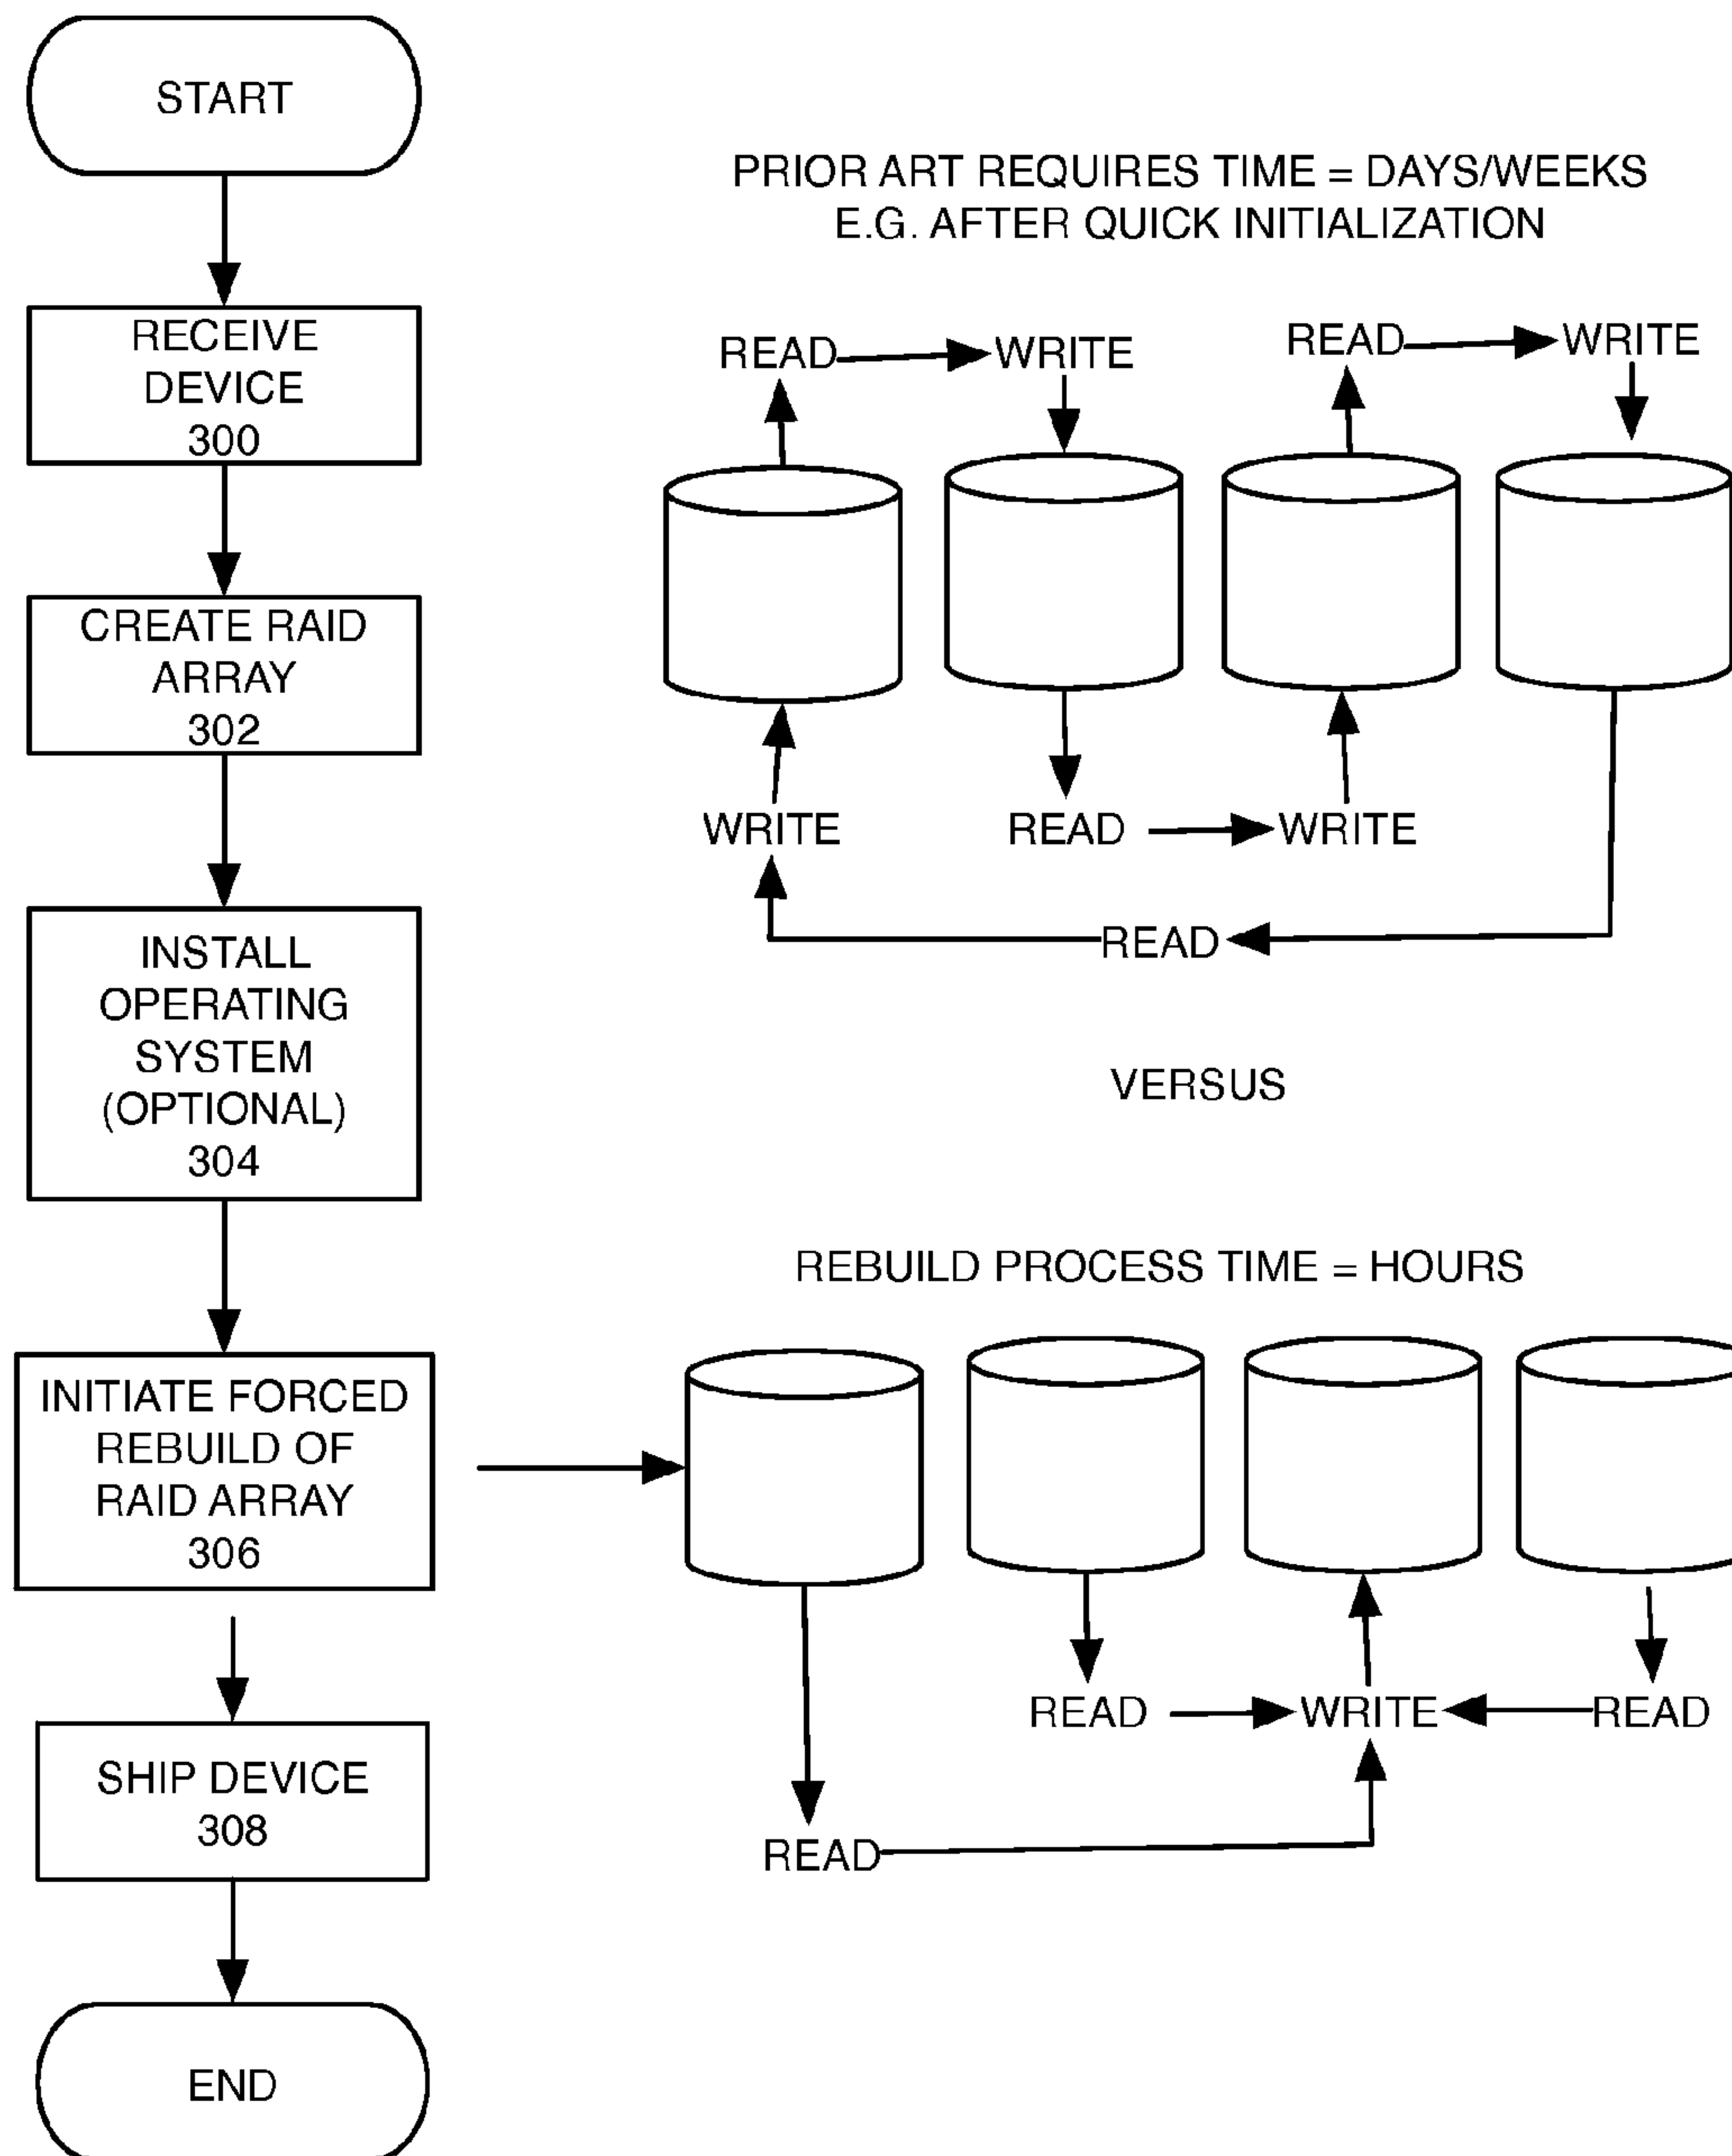 START
RECEIVE
DEVICE
300
CREATE RAID
ARRAY
302
INSTALL
OPERATING
SYSTEM
(OPTIONAL)
304
INITIATE FORCED
REBUILD OF
RAID ARRAY
306
SHIP DEVICE
308
END
PRIOR ART REQUIRES TIME = DAYS/WEEKS
E.G. AFTER QUICK INITIALIZATION
READ WRITE READ WRITE
WRITE READ WRITE
READ
VERSUS
REBUILD PROCESS TIME = HOURS
READ WRITE READ
READ